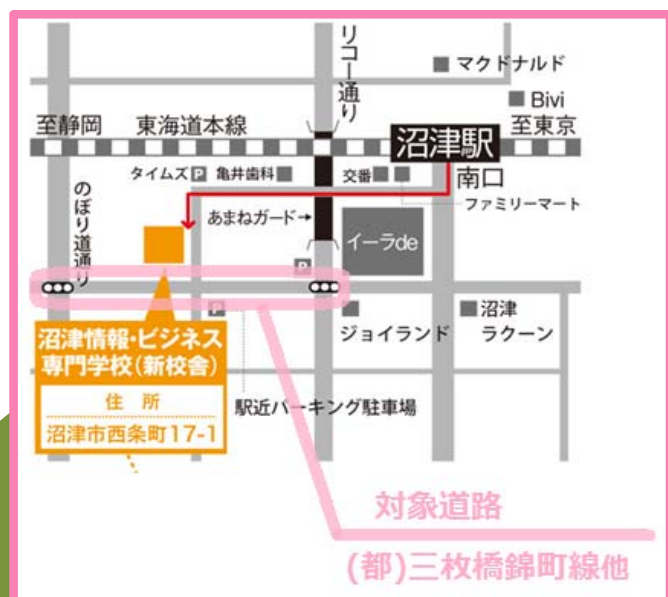 リコー通り
マクドナルド
Bivi
至静岡
東海道本線
沼津駅
至東京
タイムズ P
亀井歯科
交番
南口
ファミリーマート
のぼり道通り
あまねガード→
イーラde
P
P
ジョイランド
沼津
ラクーン
沼津情報・ビジネス
専門学校(新校舎)
住 所
沼津市西条町17-1
駅近パーキング駐車場
対象道路
(都)三枚橋錦町線他